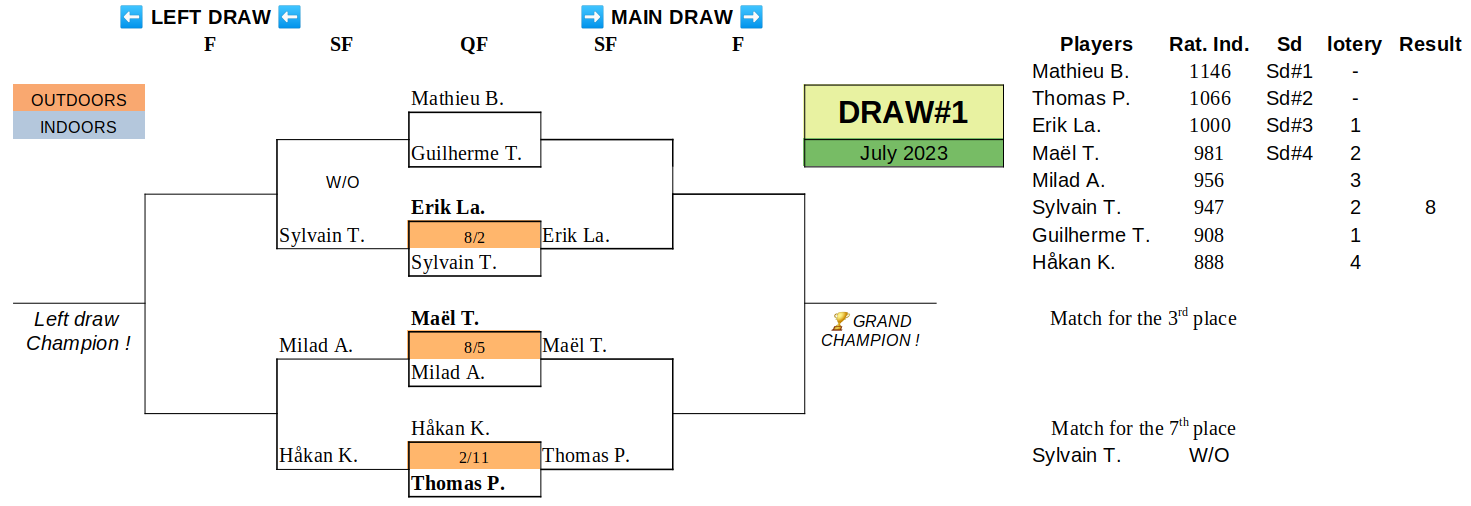 ⬅ LEFT DRAW ⬅ ➡ MAIN DRAW ➡
F SF QF SF F
Players Rat. Ind. Sd lotery Result
OUTDOORS
INDOORS
DRAW#1
July 2023
Mathieu B. 1146 Sd#1 -
Thomas P. 1066 Sd#2 -
Erik La. 1000 Sd#3 1
Maël T. 981 Sd#4 2
Milad A. 956 3
Sylvain T. 947 2 8
Guilherme T. 908 1
Håkan K. 888 4
Mathieu B.
Guilherme T.
W/O
Erik La.
Sylvain T. 8/2 Erik La.
Sylvain T.
Left draw
Champion !
Maël T.
Milad A. 8/5 Maël T.
Milad A.
🏆 GRAND
CHAMPION !
Håkan K.
Håkan K. 2/11 Thomas P.
Thomas P.
Match for the 3rd place
Match for the 7th place
Sylvain T. W/O